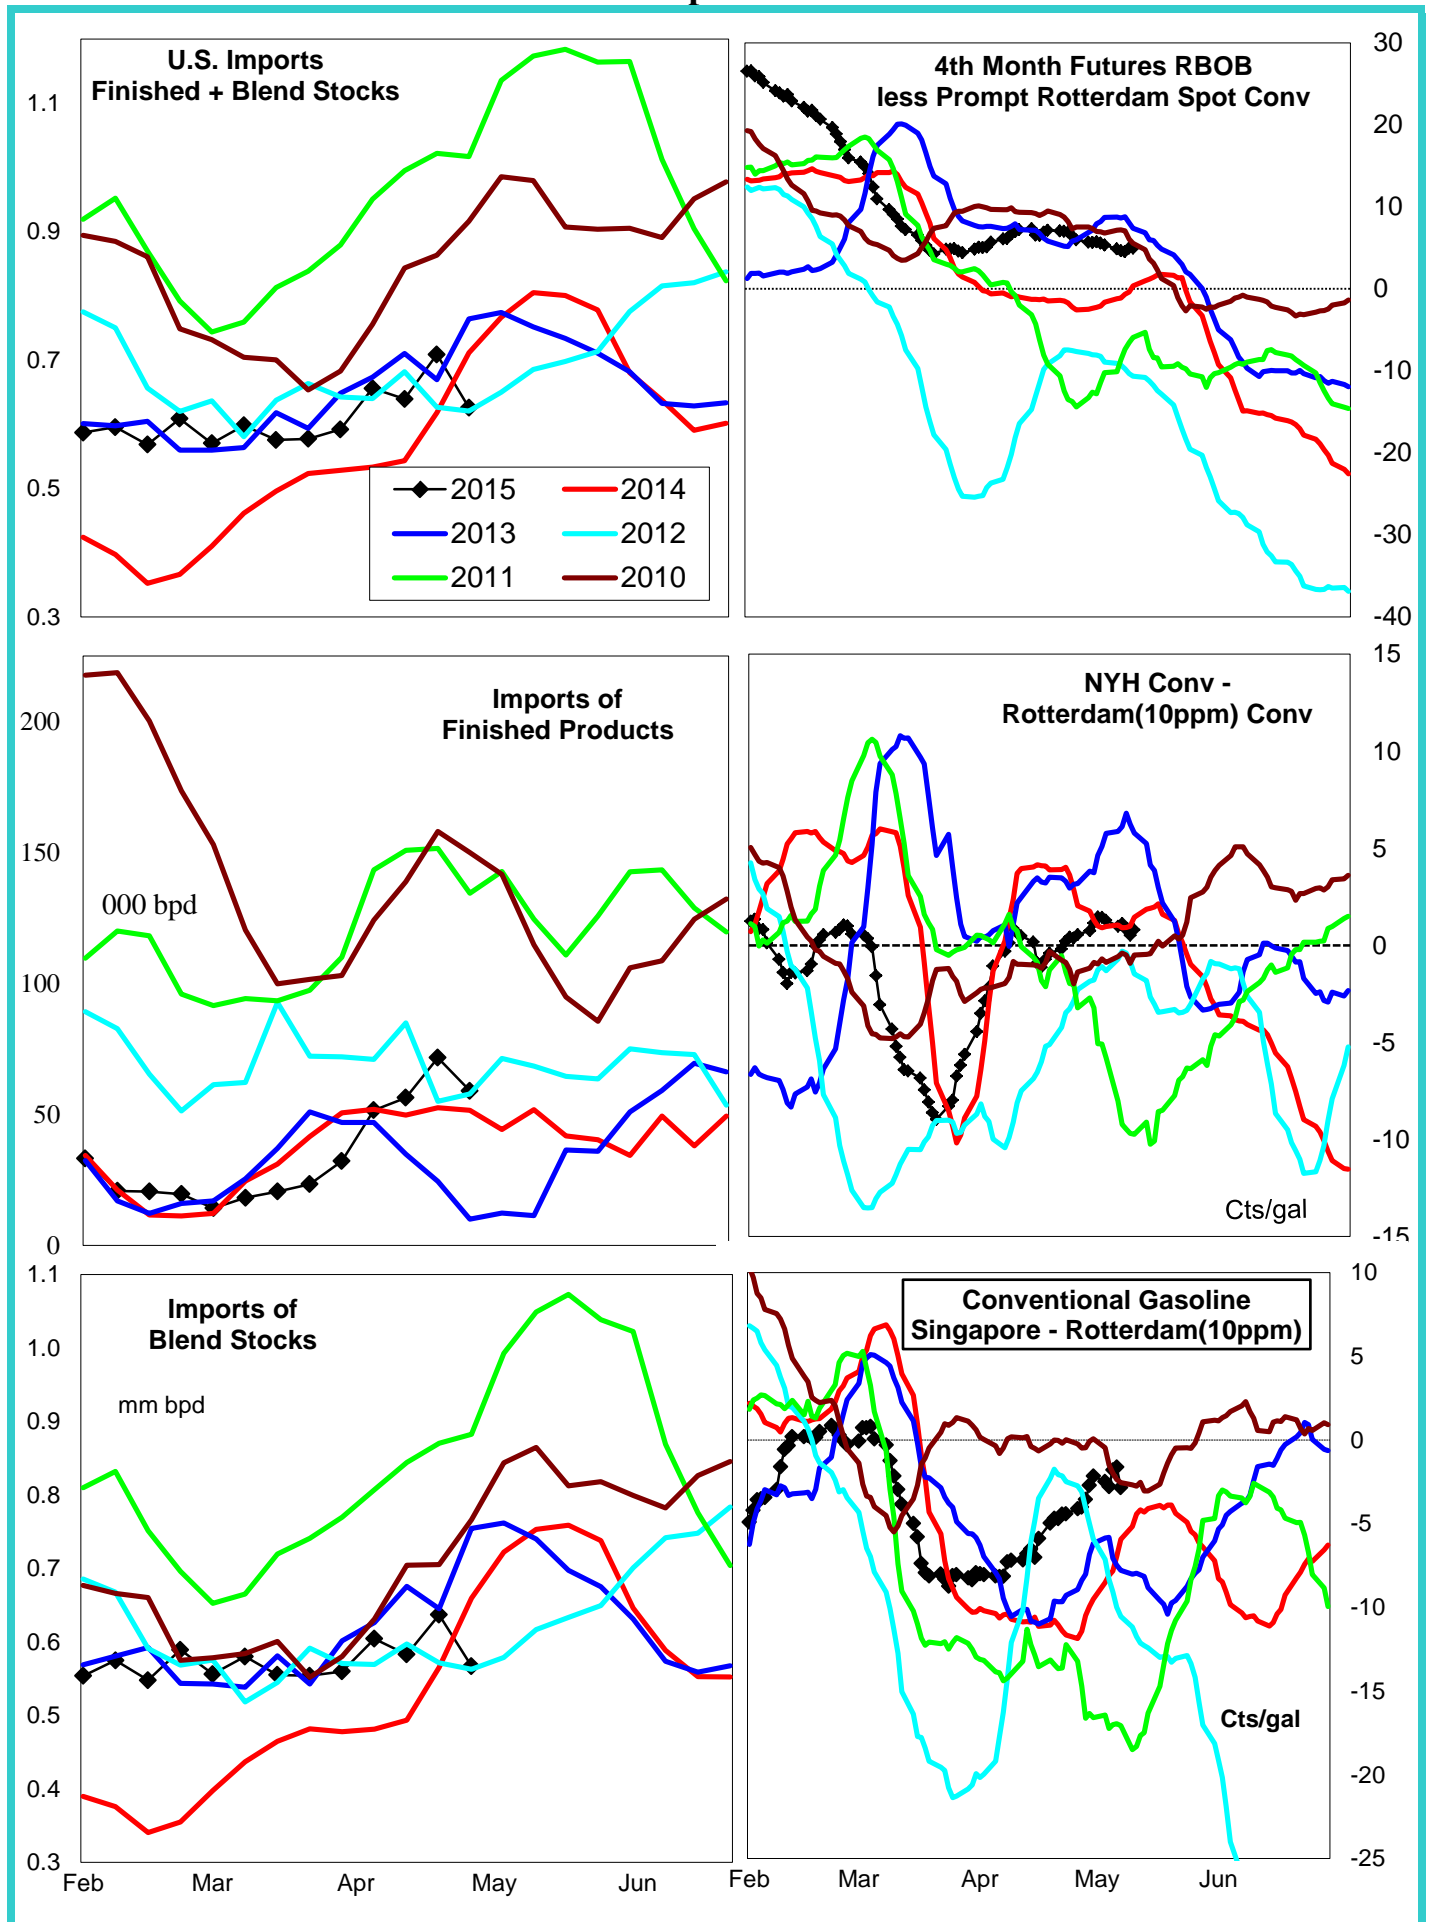 U.S. Imports
Finished + Blend Stocks
1.1
0.9
0.7
0.5
0.3
2015
2014
2013
2012
2011
2010
4th Month Futures RBOB
less Prompt Rotterdam Spot Conv
30
20
10
0
-10
-20
-30
-40
Imports of
Finished Products
000 bpd
200
150
100
50
0
NYH Conv -
Rotterdam(10ppm) Conv
15
10
5
0
-5
-10
-15
Cts/gal
Imports of
Blend Stocks
mm bpd
1.1
1.0
0.9
0.8
0.7
0.6
0.5
0.4
0.3
Feb
Mar
Apr
May
Jun
Conventional Gasoline
Singapore - Rotterdam(10ppm)
10
5
0
-5
-10
-15
-20
-25
Cts/gal
Feb
Mar
Apr
May
Jun